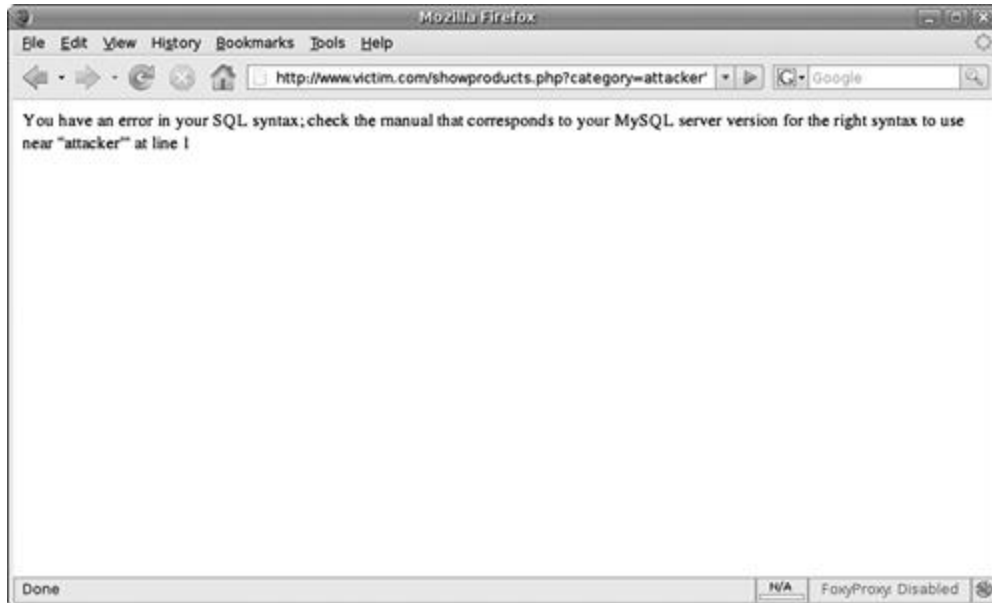 Mozilla Firefox
File Edit View History Bookmarks Tools Help
http://www.victim.com/showproducts.php?category=attacker'
G Google
You have an error in your SQL syntax; check the manual that corresponds to your MySQL server version for the right syntax to use
near ''attacker''' at line 1
Done
N/A
FoxyProxy: Disabled